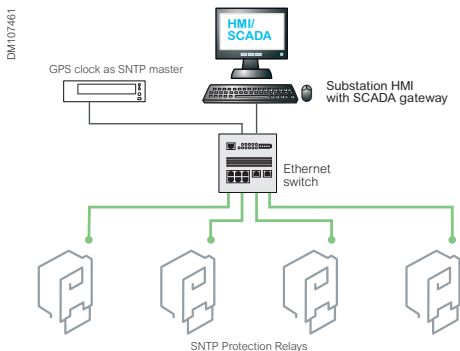 DM107461
HMI/
SCADA
GPS clock as SNTP master
Substation HMI
with SCADA gateway
Ethernet
switch
SNTP Protection Relays